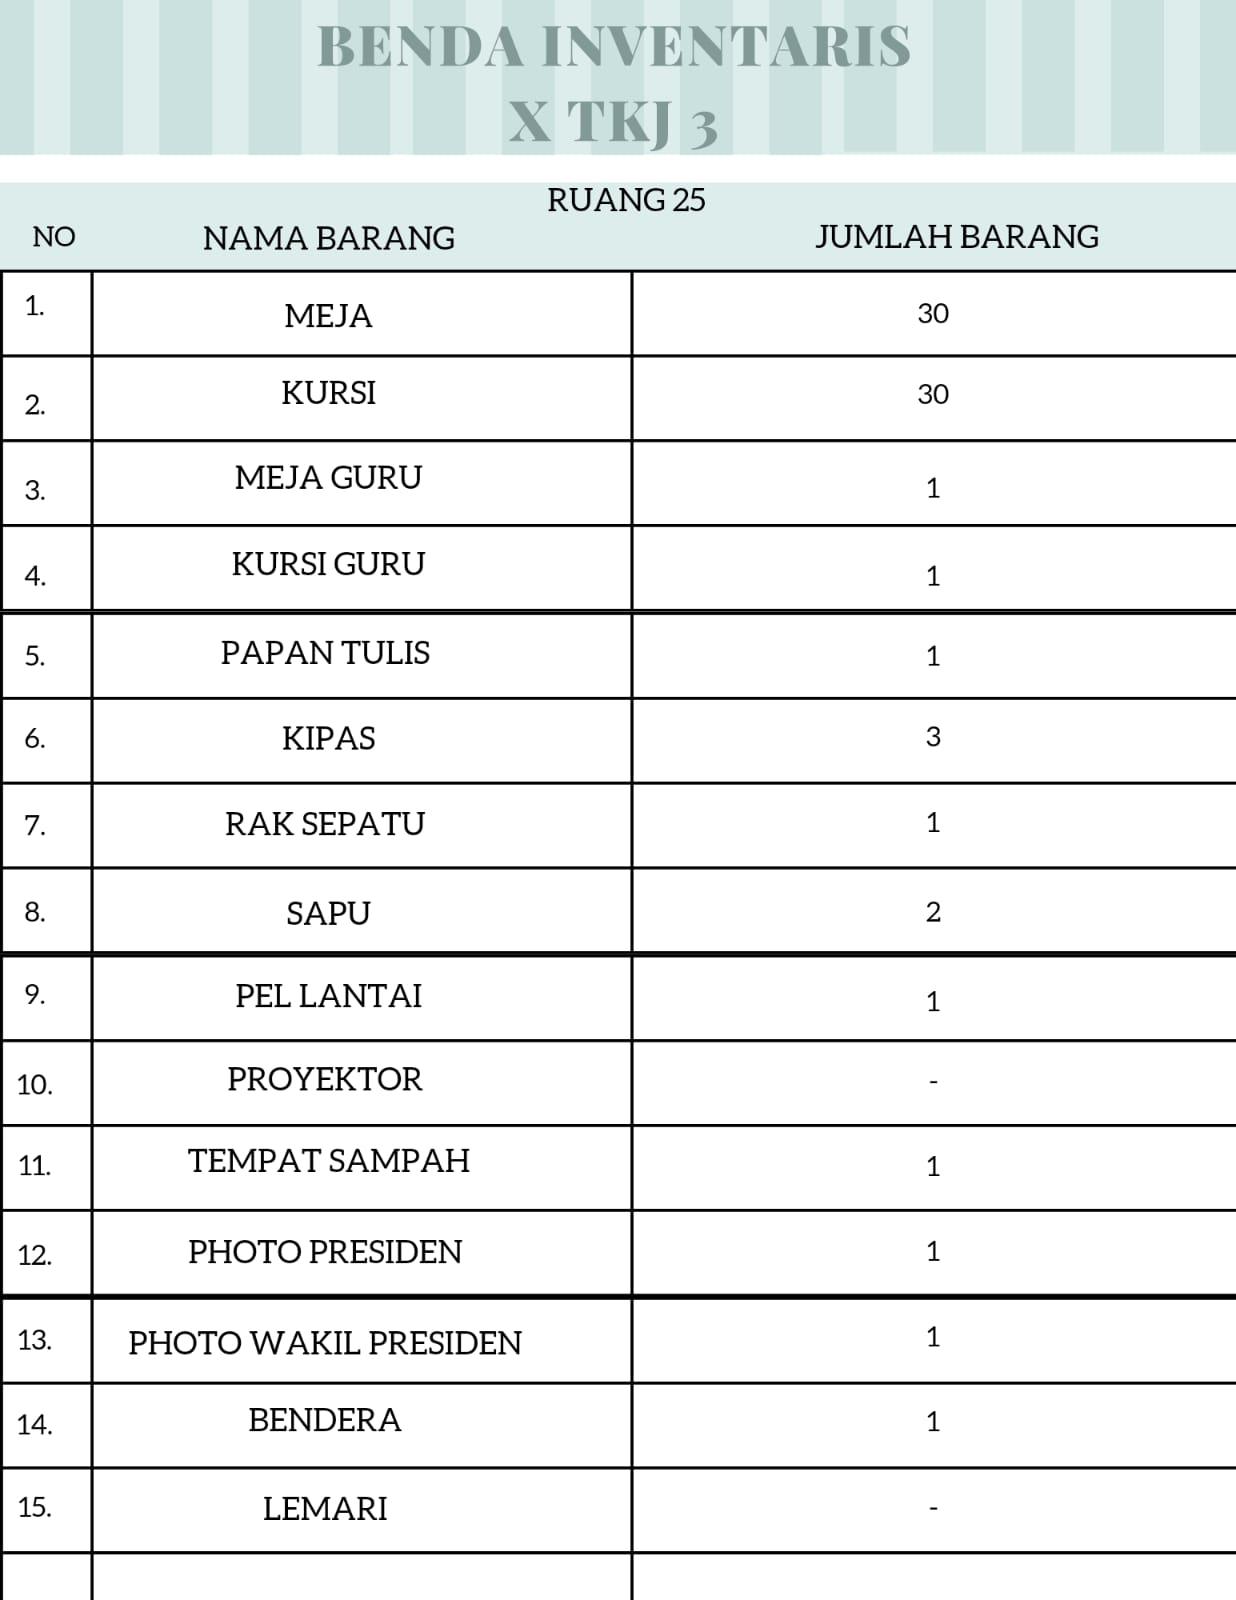 BENDA INVENTARIS
X TKJ 3
RUANG 25
NO NAMA BARANG JUMLAH BARANG
1. MEJA 30
2. KURSI 30
3. MEJA GURU 1
4. KURSI GURU 1
5. PAPAN TULIS 1
6. KIPAS 3
7. RAK SEPATU 1
8. SAPU 2
9. PEL LANTAI 1
10. PROYEKTOR -
11. TEMPAT SAMPAH 1
12. PHOTO PRESIDEN 1
13. PHOTO WAKIL PRESIDEN 1
14. BENDERA 1
15. LEMARI -